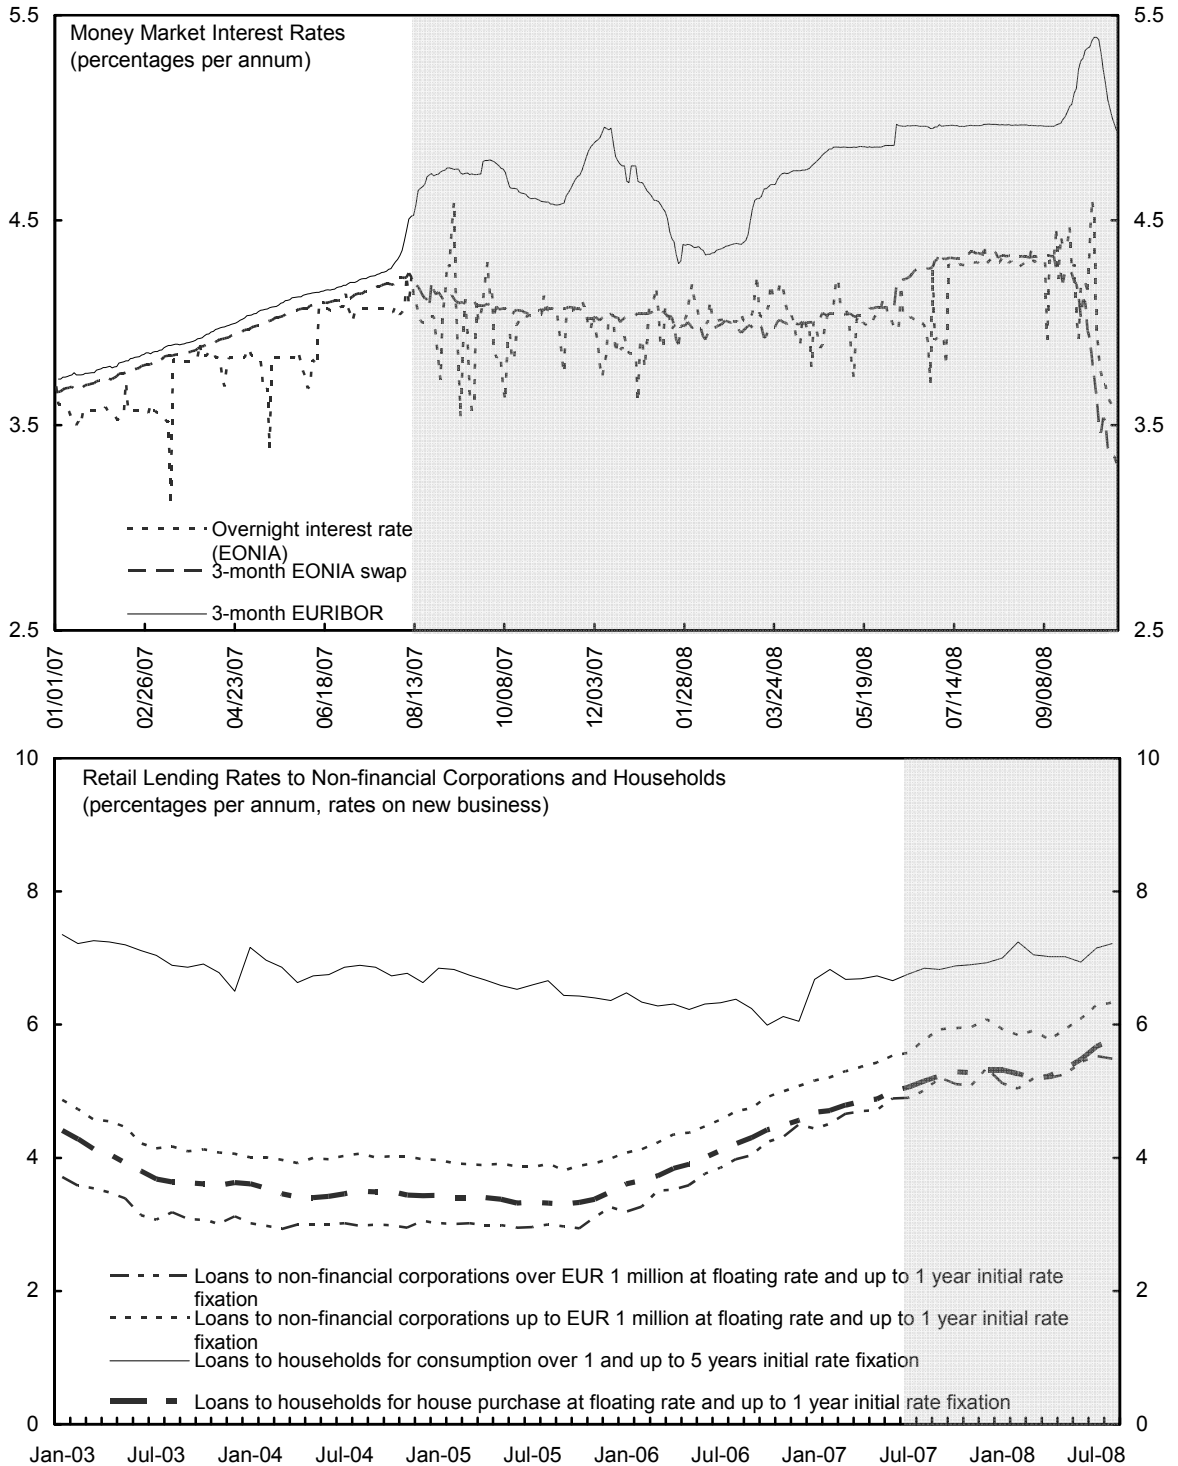 5.5
5.5
Money Market Interest Rates
(percentages per annum)
4.5
4.5
3.5
3.5
Overnight interest rate
(EONIA)
3-month EONIA swap
3-month EURIBOR
2.5
2.5
01/01/07
02/26/07
04/23/07
06/18/07
08/13/07
10/08/07
12/03/07
01/28/08
03/24/08
05/19/08
07/14/08
09/08/08
10
10
Retail Lending Rates to Non-financial Corporations and Households
(percentages per annum, rates on new business)
8
8
6
6
4
4
Loans to non-financial corporations over EUR 1 million at floating rate and up to 1 year initial rate
fixation
2
2
Loans to non-financial corporations up to EUR 1 million at floating rate and up to 1 year initial rate
fixation
Loans to households for consumption over 1 and up to 5 years initial rate fixation
Loans to households for house purchase at floating rate and up to 1 year initial rate fixation
0
0
Jan-03 Jul-03 Jan-04 Jul-04 Jan-05 Jul-05 Jan-06 Jul-06 Jan-07 Jul-07 Jan-08 Jul-08